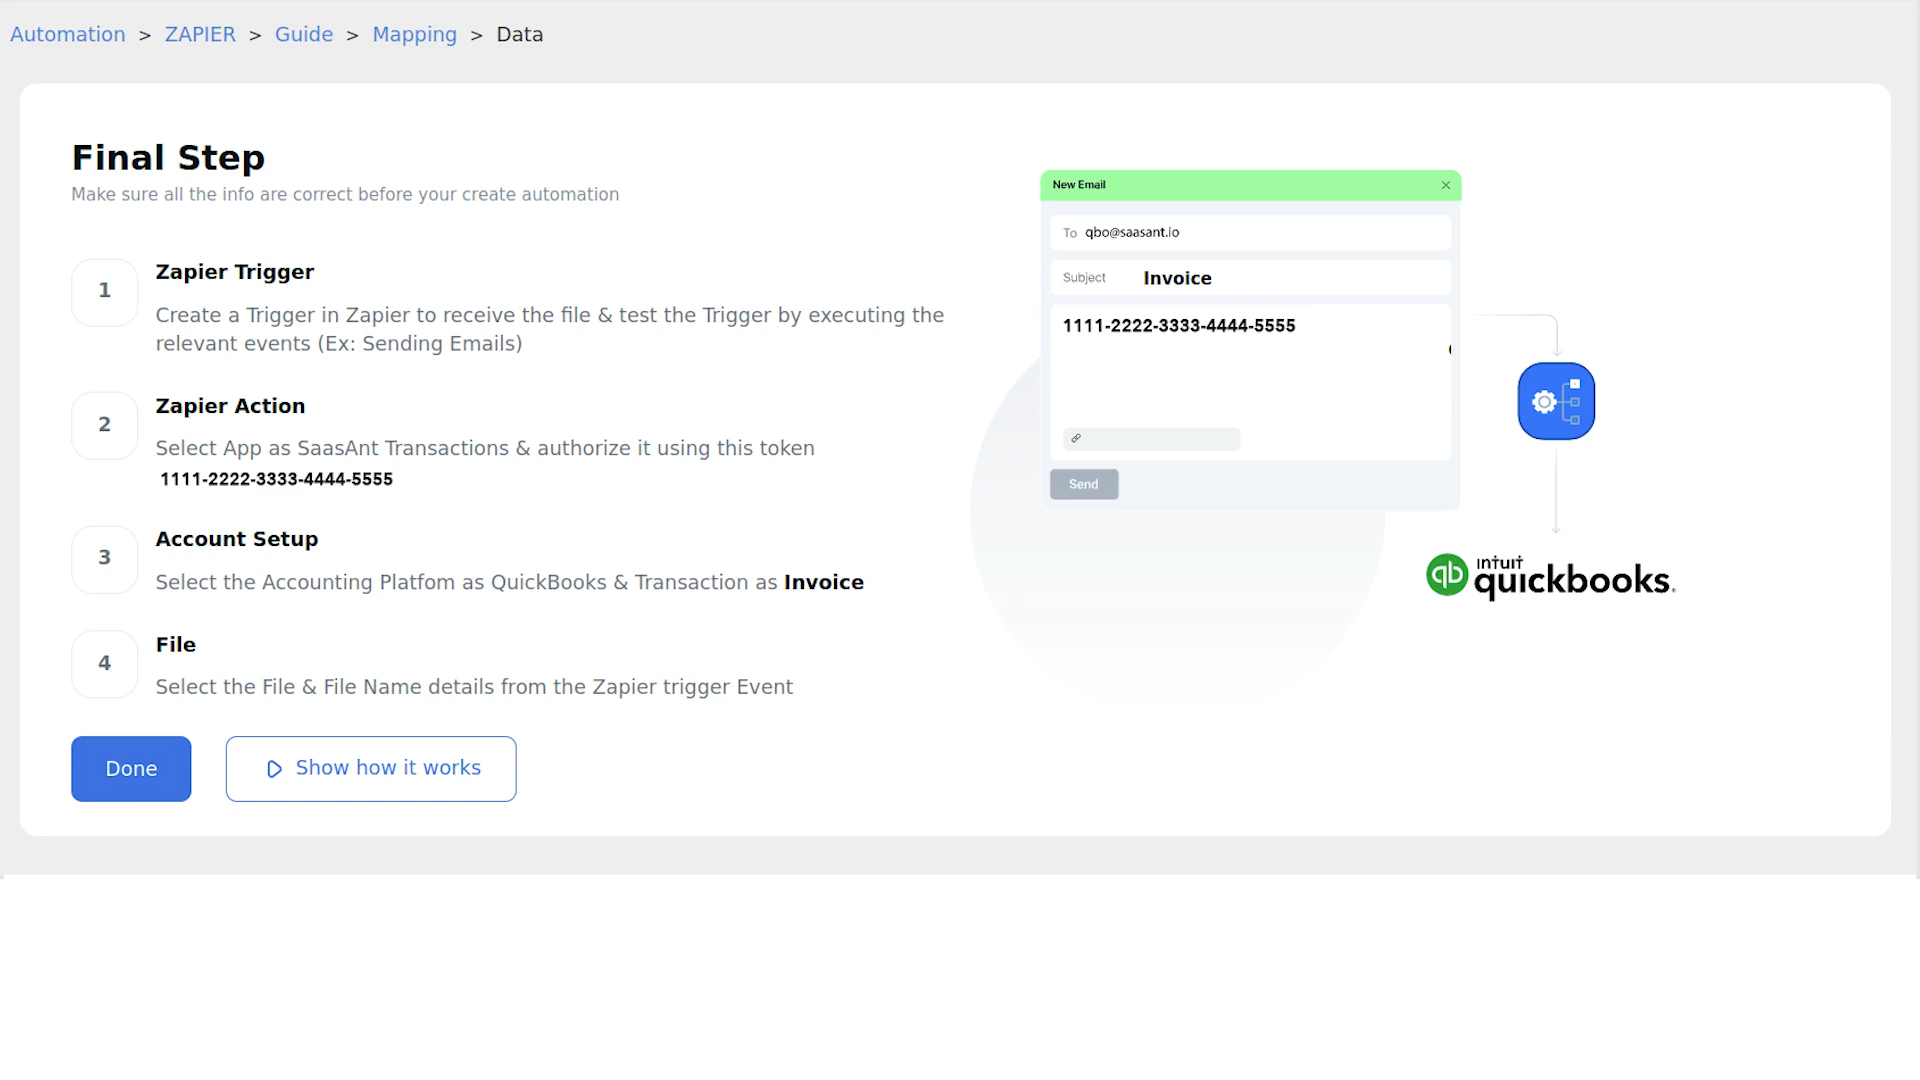 Automation > ZAPIER > Guide > Mapping > Data
Final Step
Make sure all the info are correct before your create automation
1
Zapier Trigger
Create a Trigger in Zapier to receive the file & test the Trigger by executing the
relevant events (Ex: Sending Emails)
2
Zapier Action
Select App as SaasAnt Transactions & authorize it using this token
1111-2222-3333-4444-5555
3
Account Setup
Select the Accounting Platfom as QuickBooks & Transaction as Invoice
4
File
Select the File & File Name details from the Zapier trigger Event
Done
Show how it works
New Email
To qbo@saasant.io
Subject Invoice
1111-2222-3333-4444-5555
Send
qb
intuit
quickbooks.